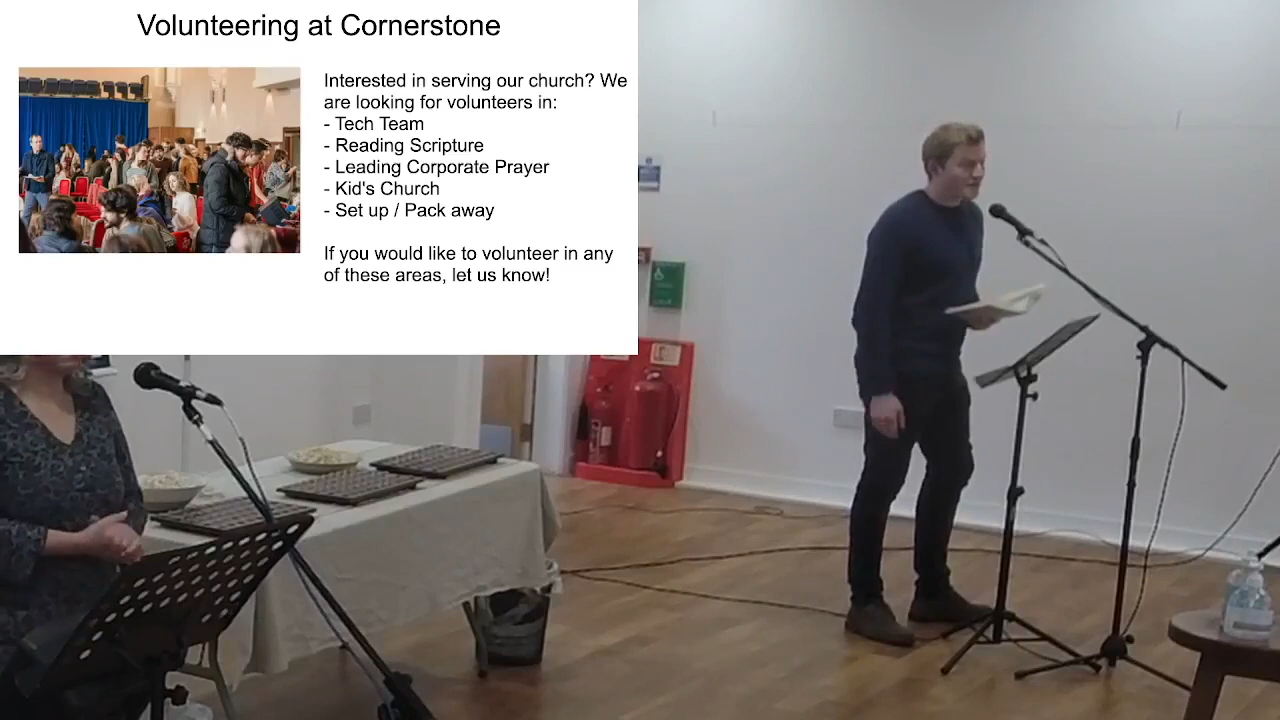 Volunteering at Cornerstone
Interested in serving our church? We
are looking for volunteers in:
- Tech Team
- Reading Scripture
- Leading Corporate Prayer
- Kid's Church
- Set up / Pack away
If you would like to volunteer in any
of these areas, let us know!